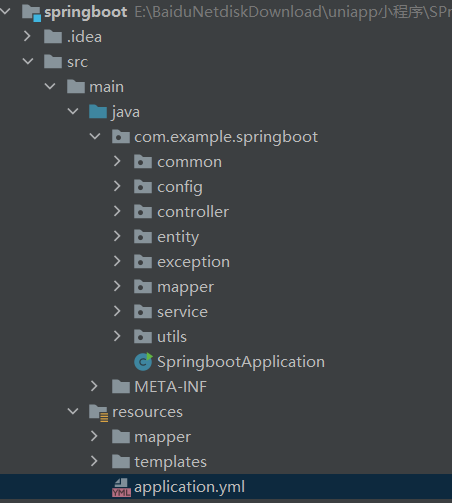 springboot E:\BaiduNetdiskDownload\uniapp小程序\SPr
.idea
src
main
java
com.example.springboot
common
config
controller
entity
exception
mapper
service
utils
SpringbootApplication
META-INF
resources
mapper
templates
YML application.yml